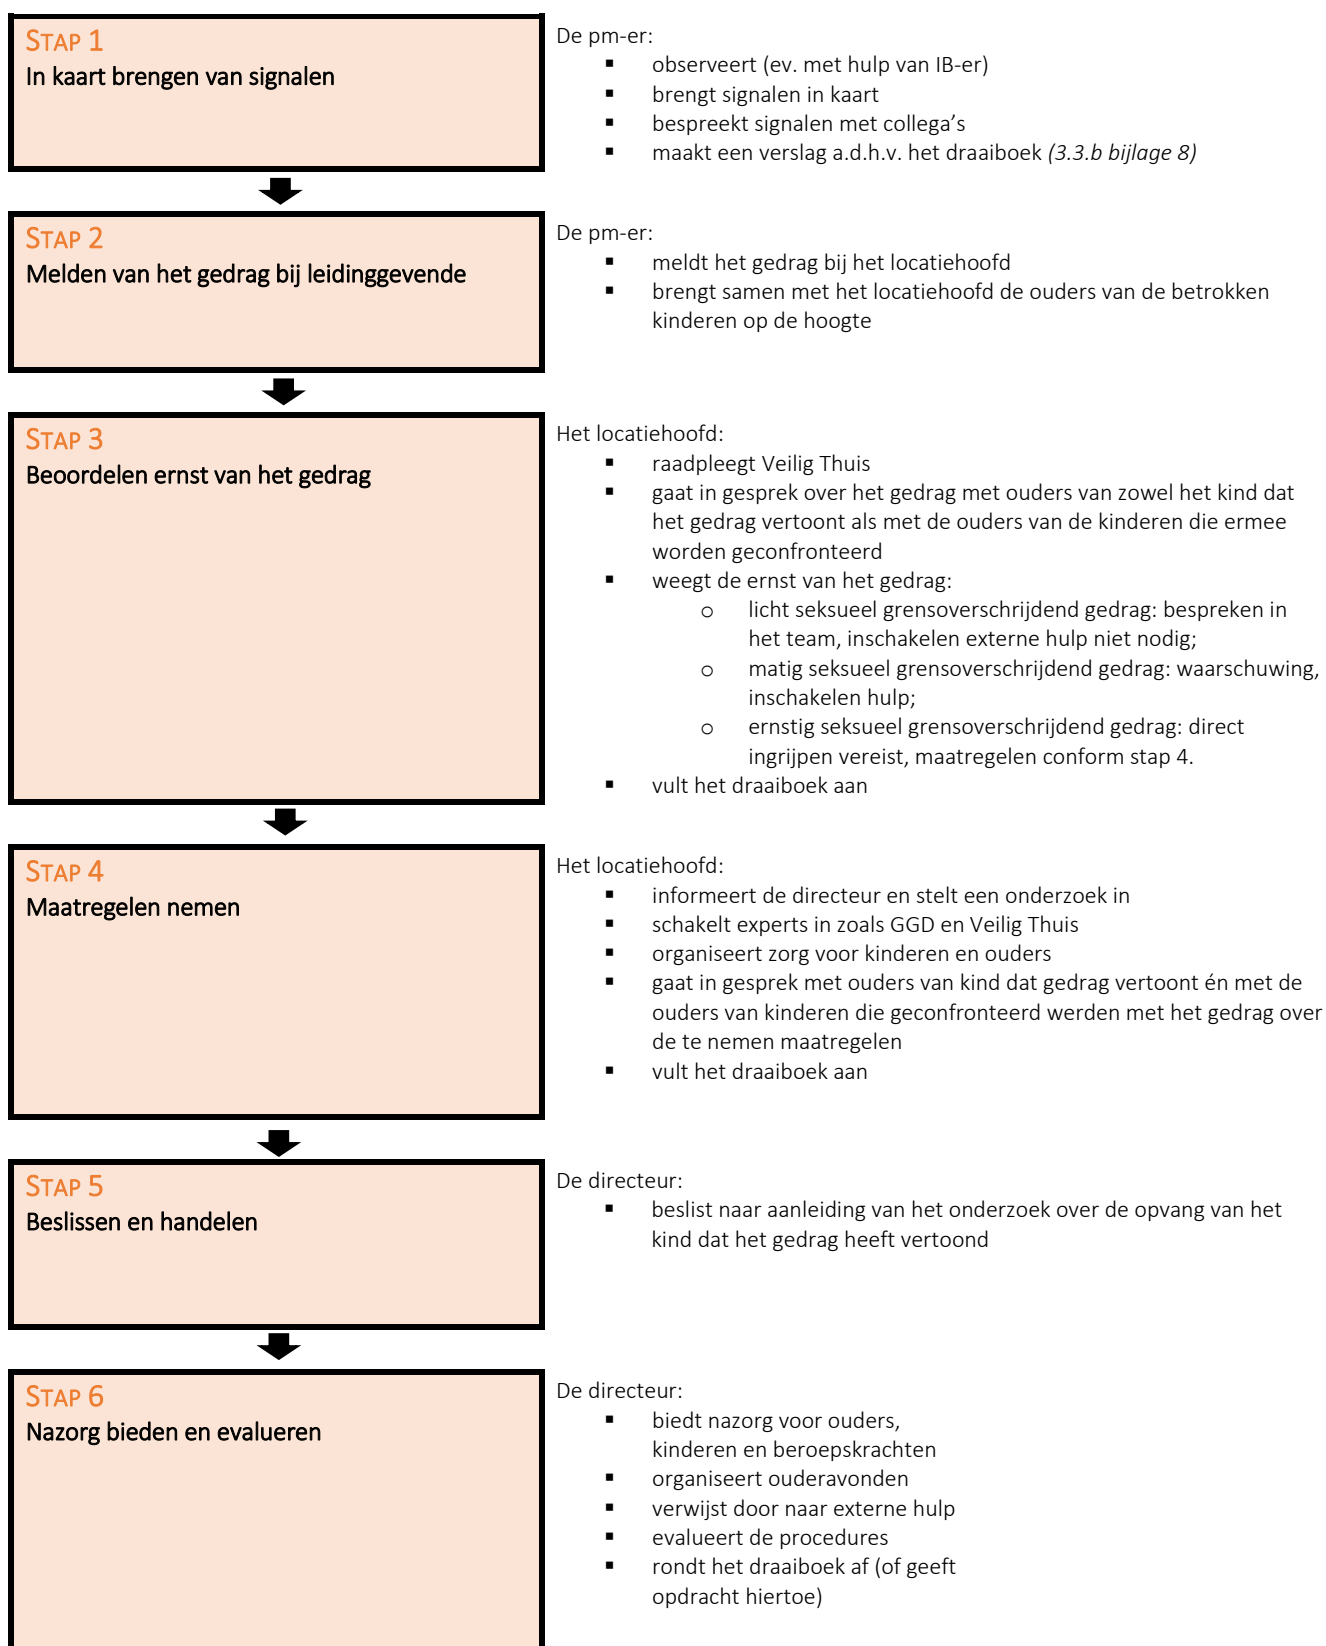 STAP 1
In kaart brengen van signalen
De pm-er:
▪ observeert (ev. met hulp van IB-er)
▪ brengt signalen in kaart
▪ bespreekt signalen met collega's
▪ maakt een verslag a.d.h.v. het draaiboek (3.3.b bijlage 8)
STAP 2
Melden van het gedrag bij leidinggevende
De pm-er:
▪ meldt het gedrag bij het locatiehoofd
▪ brengt samen met het locatiehoofd de ouders van de betrokken
kinderen op de hoogte
STAP 3
Beoordelen ernst van het gedrag
Het locatiehoofd:
▪ raadpleegt Veilig Thuis
▪ gaat in gesprek over het gedrag met ouders van zowel het kind dat
het gedrag vertoont als met de ouders van de kinderen die ermee
worden geconfronteerd
▪ weegt de ernst van het gedrag:
o licht seksueel grensoverschrijdend gedrag: bespreken in
het team, inschakelen externe hulp niet nodig;
o matig seksueel grensoverschrijdend gedrag: waarschuwing,
inschakelen hulp;
o ernstig seksueel grensoverschrijdend gedrag: direct
ingrijpen vereist, maatregelen conform stap 4.
▪ vult het draaiboek aan
STAP 4
Maatregelen nemen
Het locatiehoofd:
▪ informeert de directeur en stelt een onderzoek in
▪ schakelt experts in zoals GGD en Veilig Thuis
▪ organiseert zorg voor kinderen en ouders
▪ gaat in gesprek met ouders van kind dat gedrag vertoont én met de
ouders van kinderen die geconfronteerd werden met het gedrag over
de te nemen maatregelen
▪ vult het draaiboek aan
STAP 5
Beslissen en handelen
De directeur:
▪ beslist naar aanleiding van het onderzoek over de opvang van het
kind dat het gedrag heeft vertoond
STAP 6
Nazorg bieden en evalueren
De directeur:
▪ biedt nazorg voor ouders,
kinderen en beroepskrachten
▪ organiseert ouderavonden
▪ verwijst door naar externe hulp
▪ evalueert de procedures
▪ rondt het draaiboek af (of geeft
opdracht hiertoe)